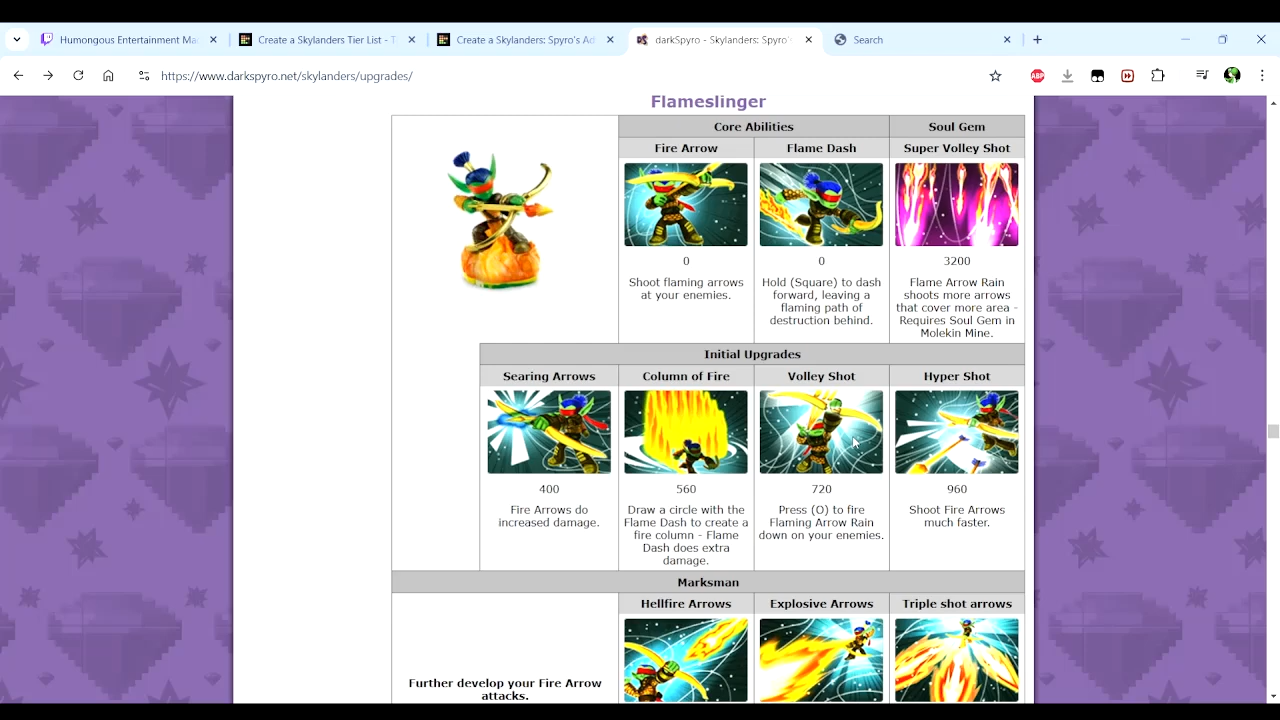 Humongous Entertainment Ma
Create a Skylanders Tier List - T
Create a Skylanders: Spyro's Ad
darkSpyro - Skylanders: Spyro'
Search
https://www.darkspyro.net/skylanders/upgrades/
ABP
Flameslinger
Core Abilities
Soul Gem
Fire Arrow
Flame Dash
Super Volley Shot
0
0
3200
Shoot flaming arrows
at your enemies.
Hold (Square) to dash
forward, leaving a
flaming path of
destruction behind.
Flame Arrow Rain
shoots more arrows
that cover more area -
Requires Soul Gem in
Molekin Mine.
Initial Upgrades
Searing Arrows
Column of Fire
Volley Shot
Hyper Shot
400
560
720
960
Fire Arrows do
increased damage.
Draw a circle with the
Flame Dash to create a
fire column - Flame
Dash does extra
damage.
Press (O) to fire
Flaming Arrow Rain
down on your enemies.
Shoot Fire Arrows
much faster.
Marksman
Hellfire Arrows
Explosive Arrows
Triple shot arrows
Further develop your Fire Arrow
attacks.